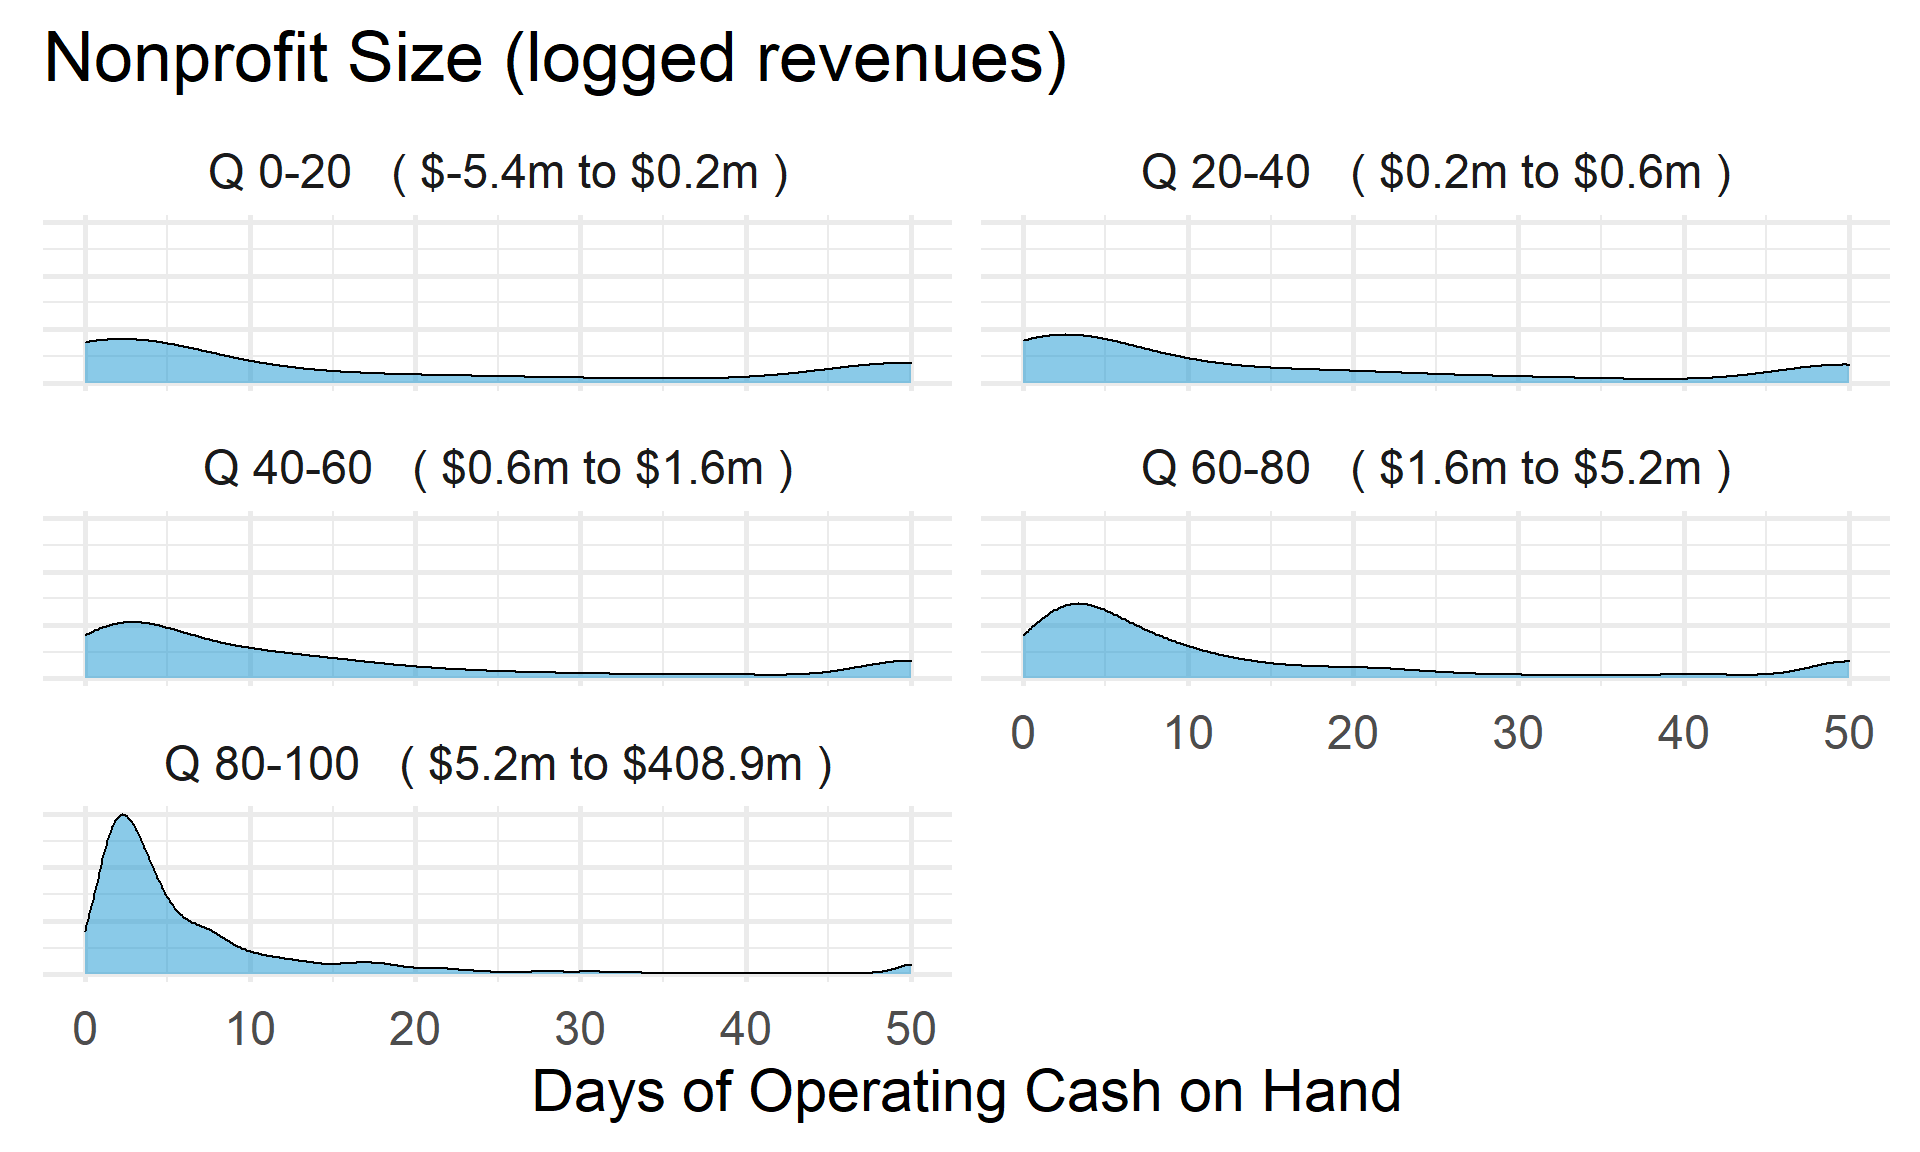 Nonprofit Size (logged revenues)
Q 0-20 ( $-5.4m to $0.2m )
Q 20-40 ( $0.2m to $0.6m )
Q 40-60 ( $0.6m to $1.6m )
Q 60-80 ( $1.6m to $5.2m )
0 10 20 30 40 50
Q 80-100 ( $5.2m to $408.9m )
0 10 20 30 40 50
Days of Operating Cash on Hand